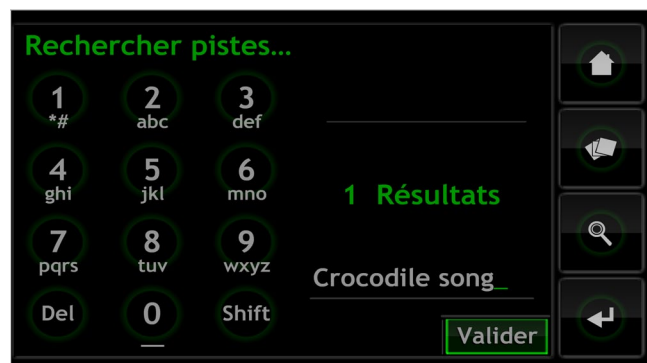 Rechercher pistes...
1 2 3
*# abc def
4 5 6
ghi jkl mno
1 Résultats
7 8 9
pqrs tuv wxyz
Crocodile song_
Del 0 Shift
_
Valider